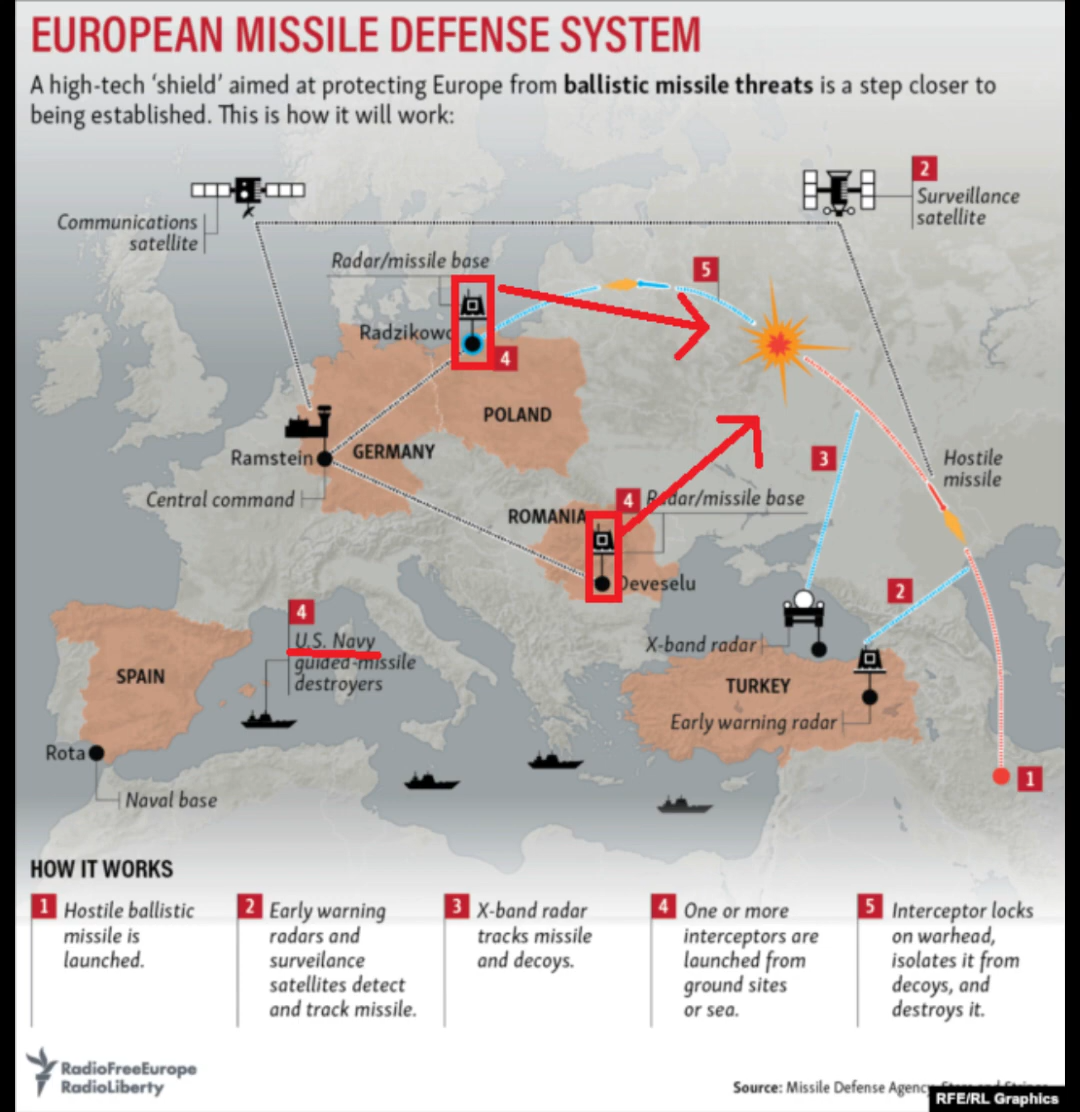 EUROPEAN MISSILE DEFENSE SYSTEM
A high-tech ‘shield’ aimed at protecting Europe from ballistic missile threats is a step closer to
being established. This is how it will work:
2
Surveillance
satellite
Communications
satellite
Radar/missile base
5
Radzikowo
4
POLAND
GERMANY
Ramstein
Central command
3
Hostile
missile
4
Radar/missile base
ROMANIA
Deveselu
2
4
U.S. Navy
guided-missile
destroyers
X-band radar
SPAIN
TURKEY
Early warning radar
Rota
1
Naval base
HOW IT WORKS
1
Hostile ballistic
missile is
launched.
2
Early warning
radars and
surveilance
satellites detect
and track missile.
3
X-band radar
tracks missile
and decoys.
4
One or more
interceptors are
launched from
ground sites
or sea.
5
Interceptor locks
on warhead,
isolates it from
decoys, and
destroys it.
RadioFreeEurope
RadioLiberty
Source: Missile Defense Agency,
RFE/RL Graphics